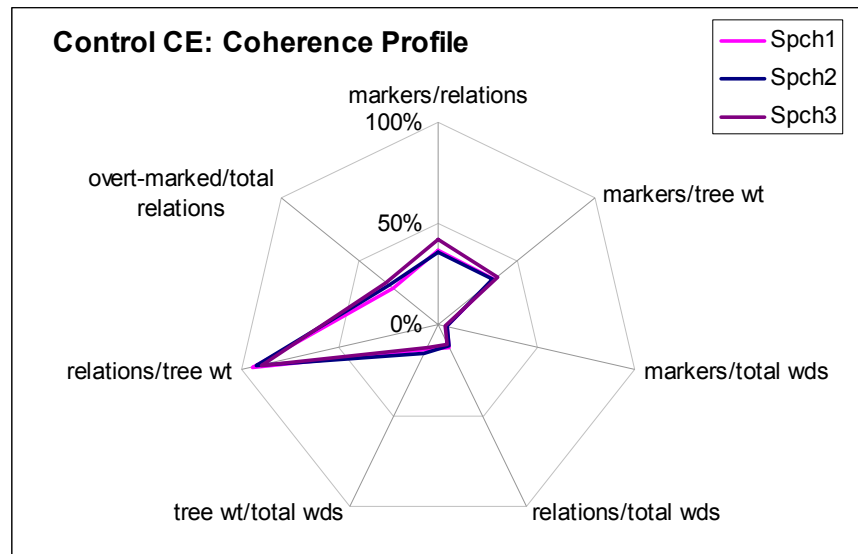 Control CE: Coherence Profile
Spch1
Spch2
Spch3
markers/relations
100%
overt-marked/total
relations
markers/tree wt
50%
0%
relations/tree wt
markers/total wds
tree wt/total wds
relations/total wds